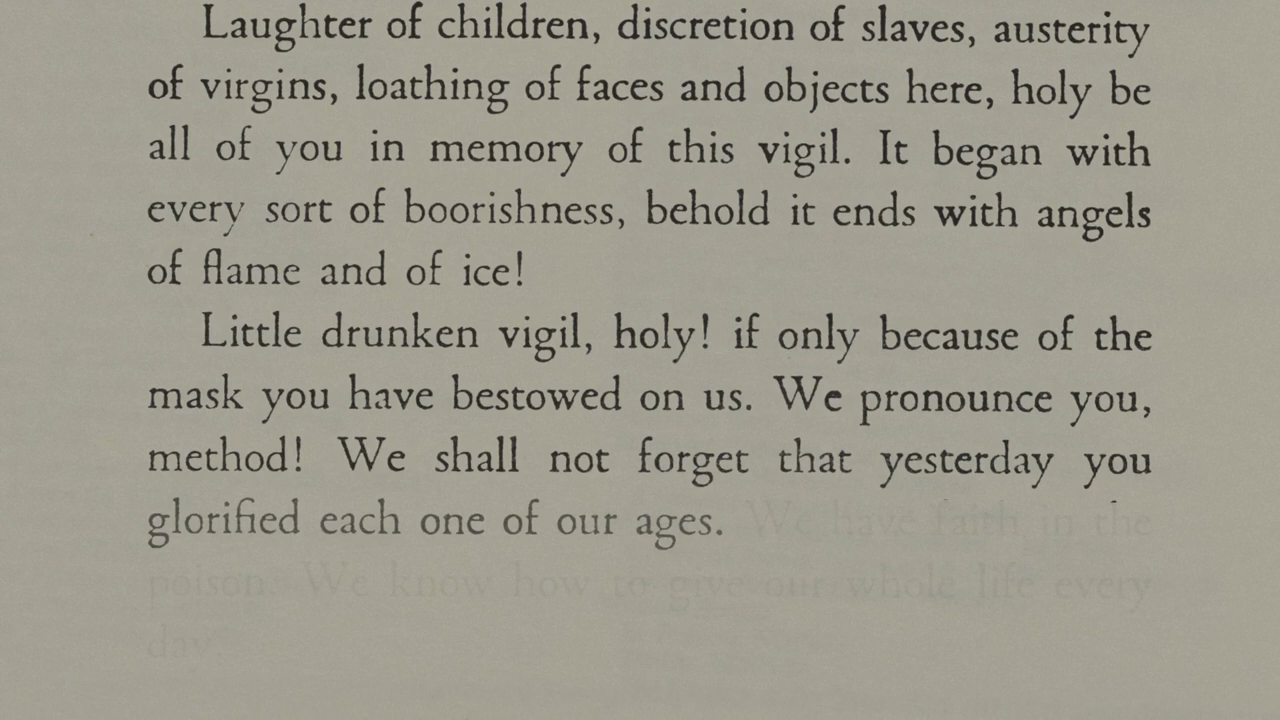 Laughter of children, discretion of slaves, austerity
of virgins, loathing of faces and objects here, holy be
all of you in memory of this vigil. It began with
every sort of boorishness, behold it ends with angels
of flame and of ice!
Little drunken vigil, holy! if only because of the
mask you have bestowed on us. We pronounce you,
method! We shall not forget that yesterday you
glorified each one of our ages. We have faith in the
poison. We know how to give our whole life every
day.